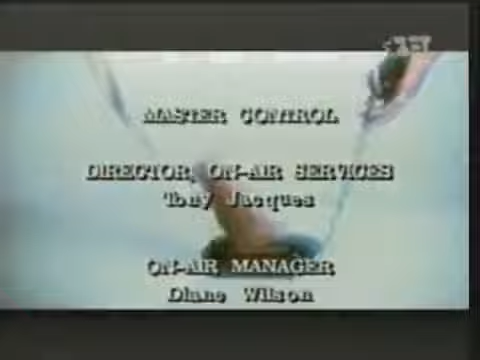 MASTER CONTROL
DIRECTOR, ON-AIR SERVICES
Tony Jacques
ON-AIR MANAGER
Diane Wilson